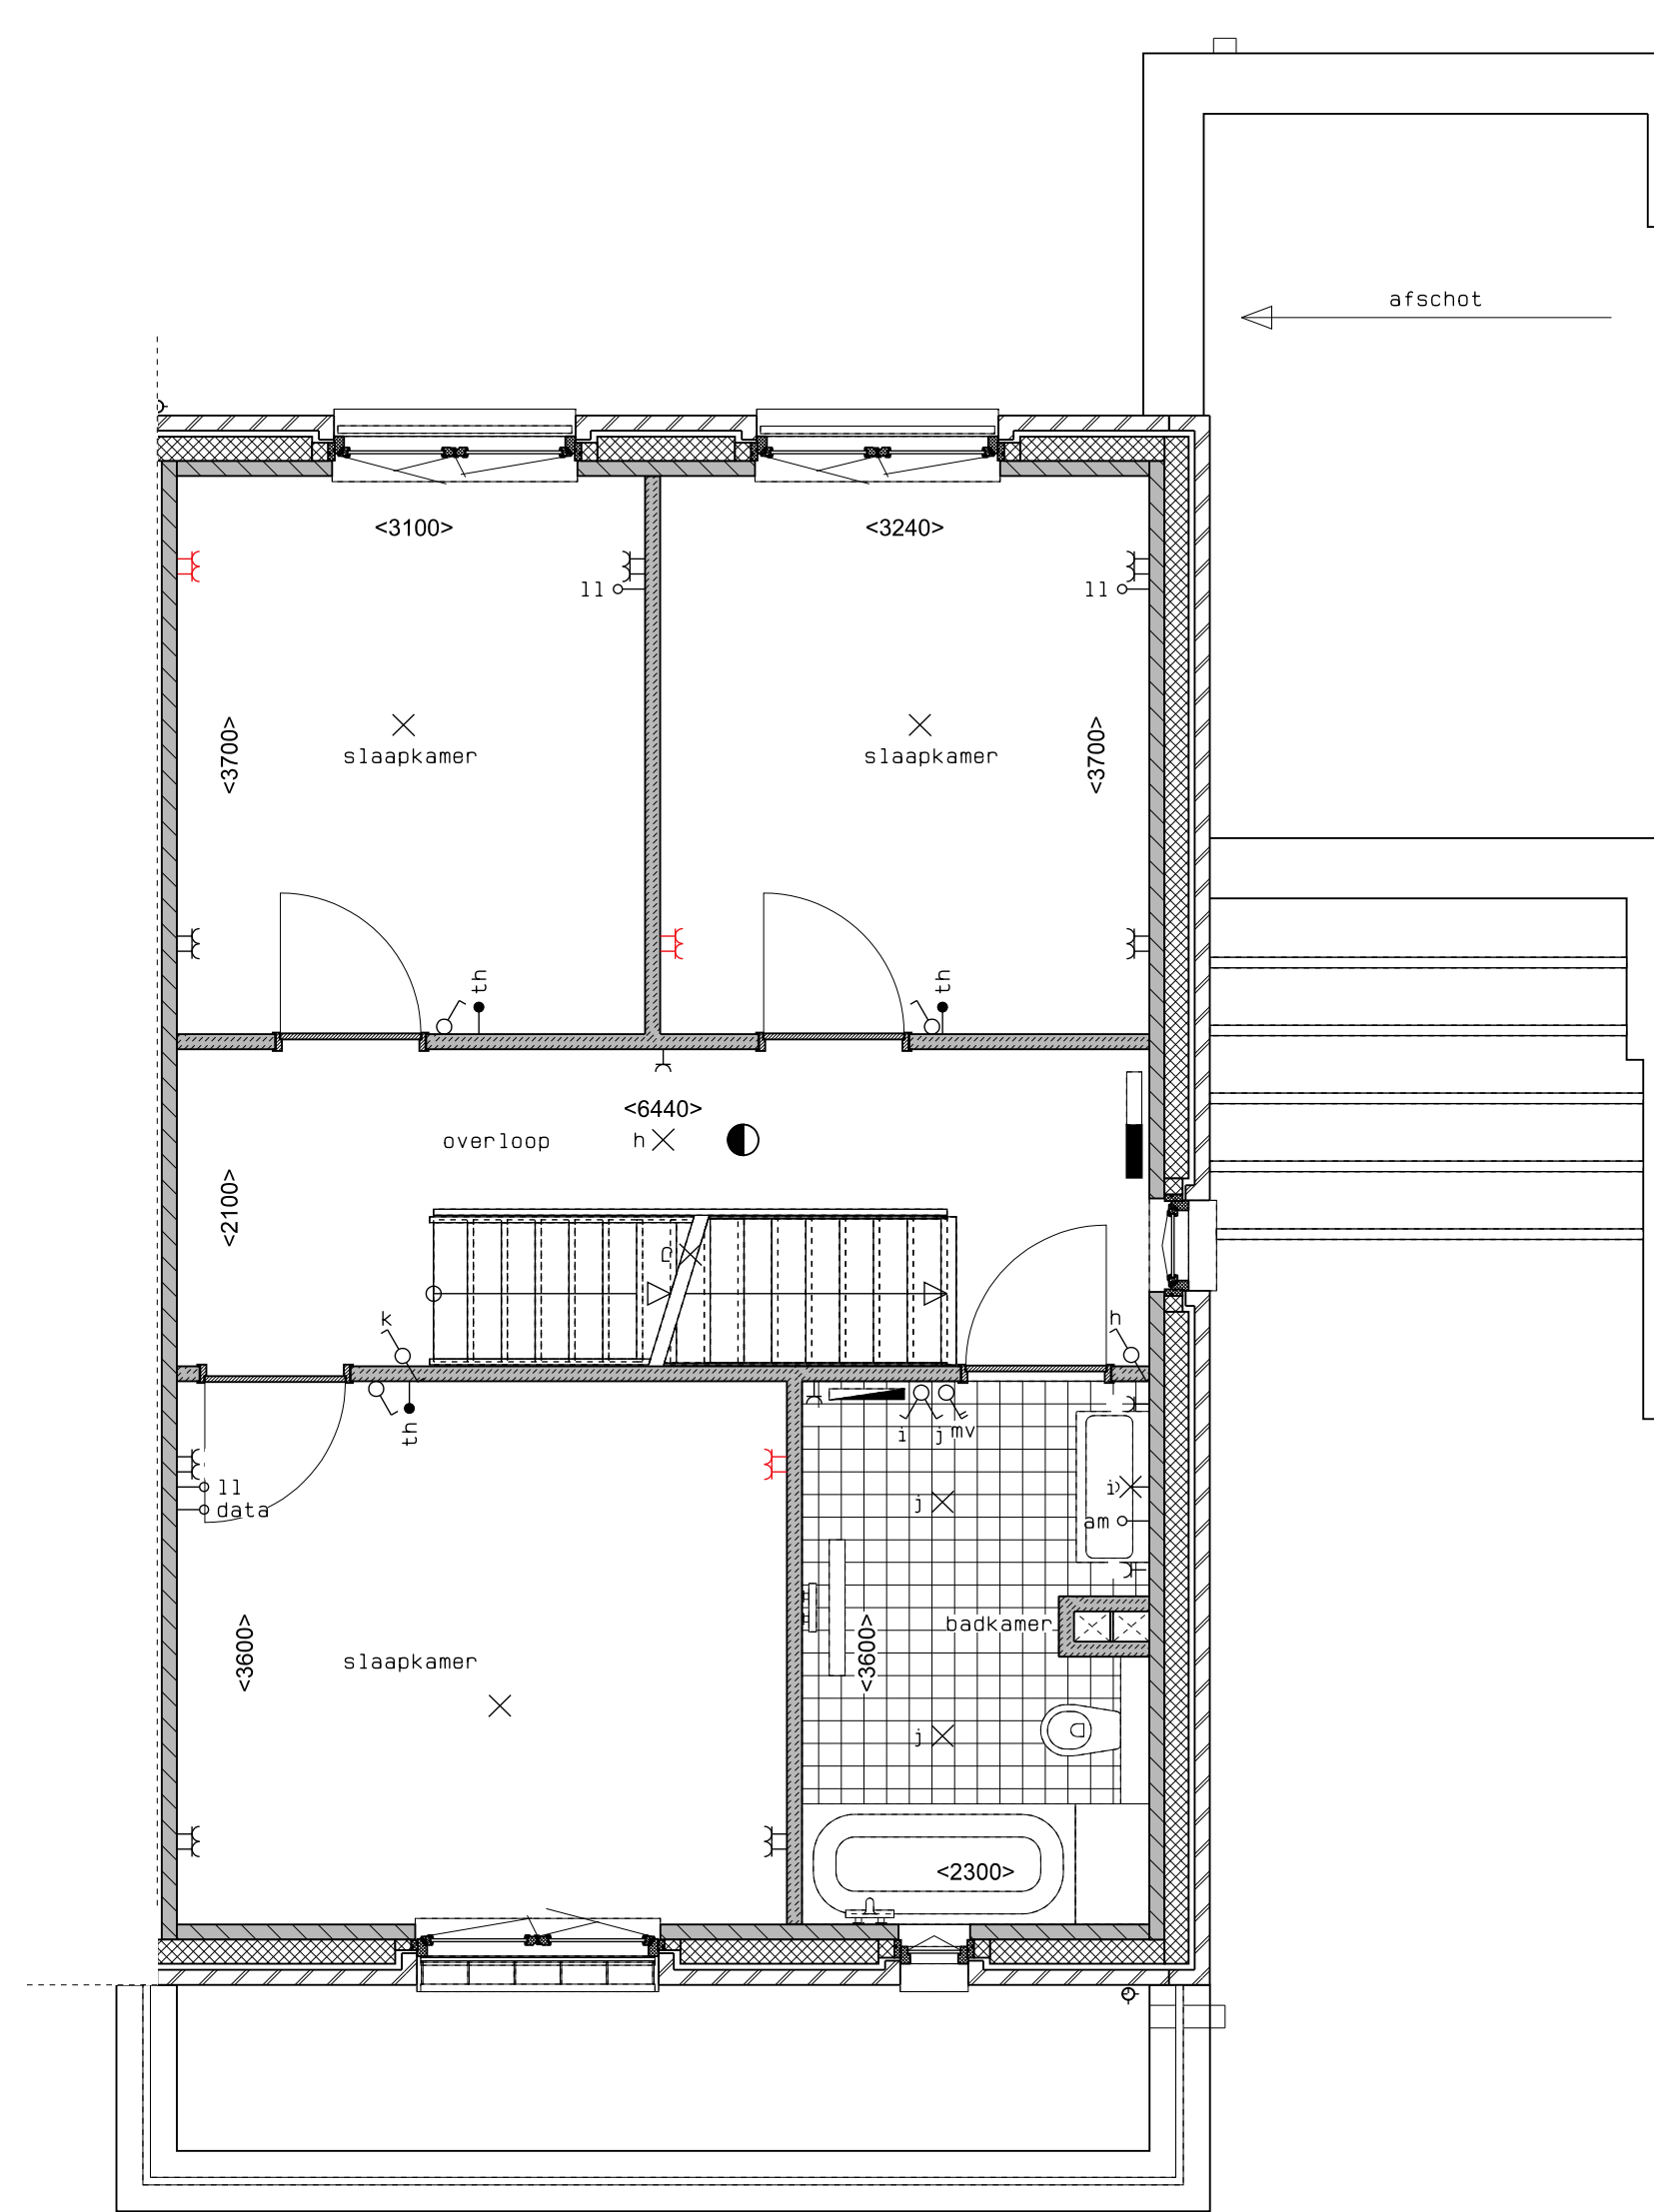 afschot
<3100>
<3240>
ll
ll
<3700>
<3700>
slaapkamer
slaapkamer
th
th
<6440>
overloop
h
<2100>
k
h
th
i
j
mv
ll
data
j
i
am
<3600>
<3600>
badkamer
slaapkamer
j
<2300>